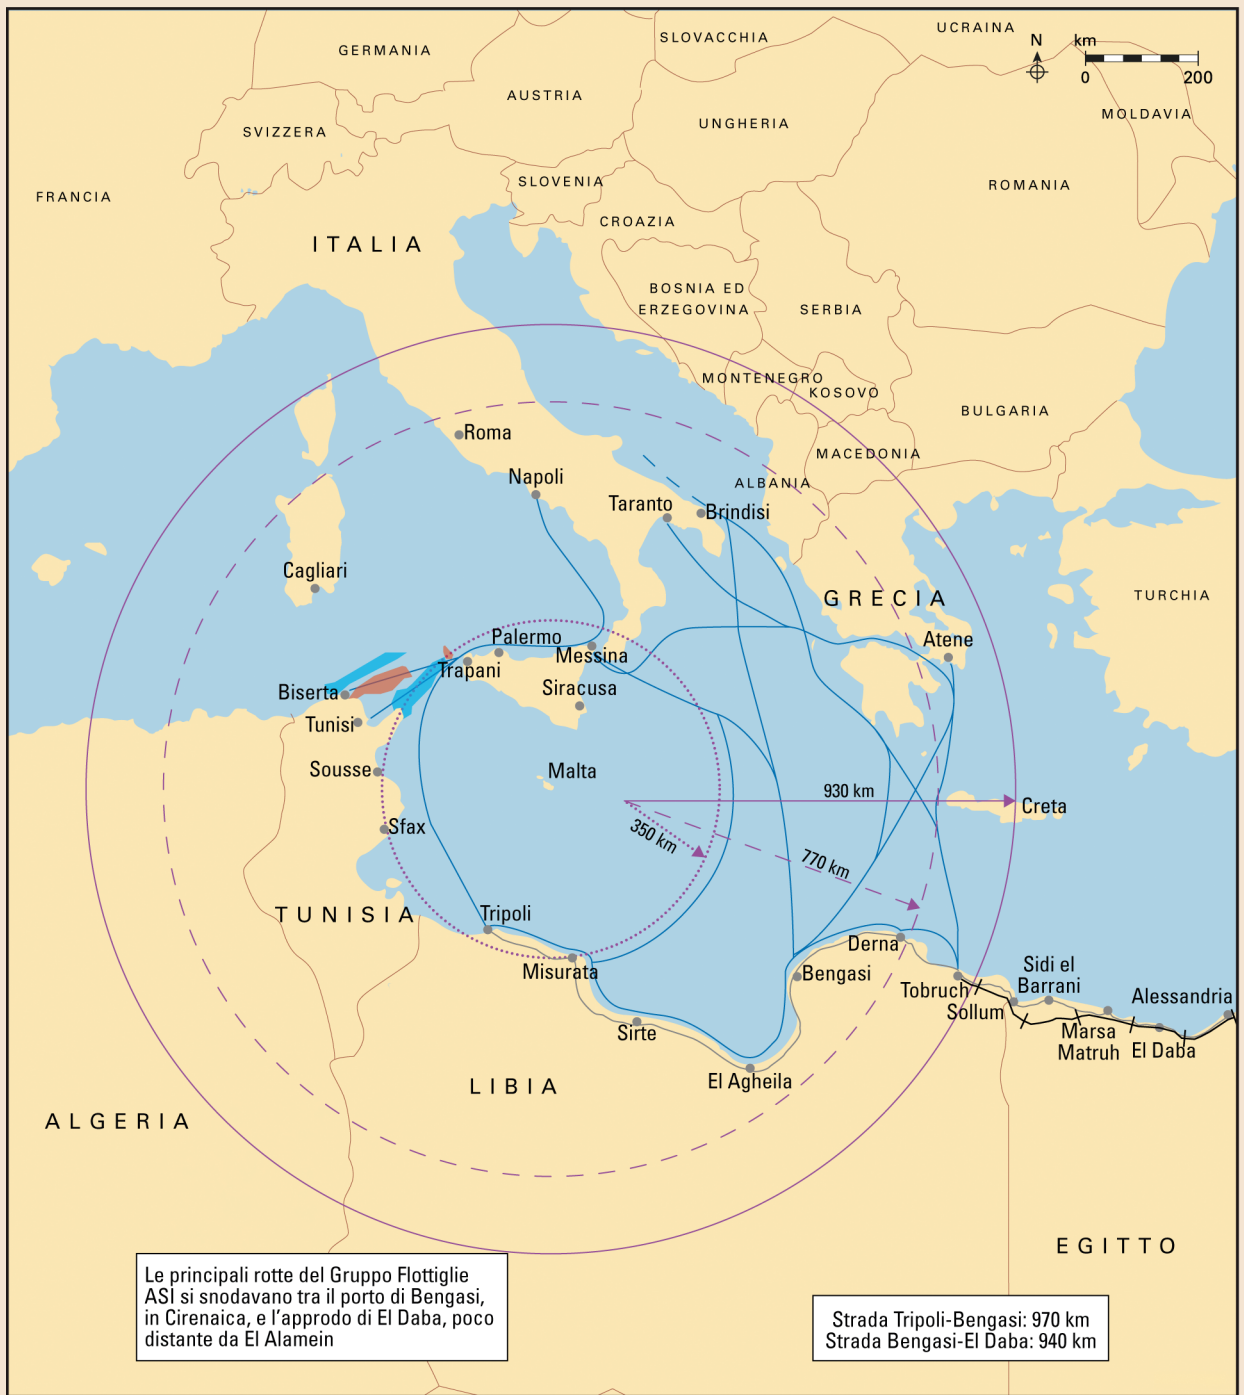 UCRAINA
SLOVACCHIA
N
km
GERMANIA
0 200
AUSTRIA
MOLDAVIA
UNGHERIA
SVIZZERA
SLOVENIA
ROMANIA
FRANCIA
CROAZIA
ITALIA
BOSNIA ED
ERZEGOVINA
SERBIA
MONTENEGRO
KOSOVO
BULGARIA
Roma
MACEDONIA
Napoli
ALBANIA
Taranto
Brindisi
Cagliari
GRECIA
TURCHIA
Palermo
Atene
Messina
Trapani
Biserta
Siracusa
Tunisi
Sousse
Malta
930 km
Creta
Sfax
350 km
770 km
TUNISIA
Tripoli
Derna
Misurata
Bengasi
Sidi el
Barrani
Tobruch
Alessandria
Sollum
Sirte
Marsa
Matruh
El Daba
El Agheila
LIBIA
ALGERIA
EGITTO
Le principali rotte del Gruppo Flottiglie
ASI si snodavano tra il porto di Bengasi,
in Cirenaica, e l'approdo di El Daba, poco
distante da El Alamein
Strada Tripoli-Bengasi: 970 km
Strada Bengasi-El Daba: 940 km